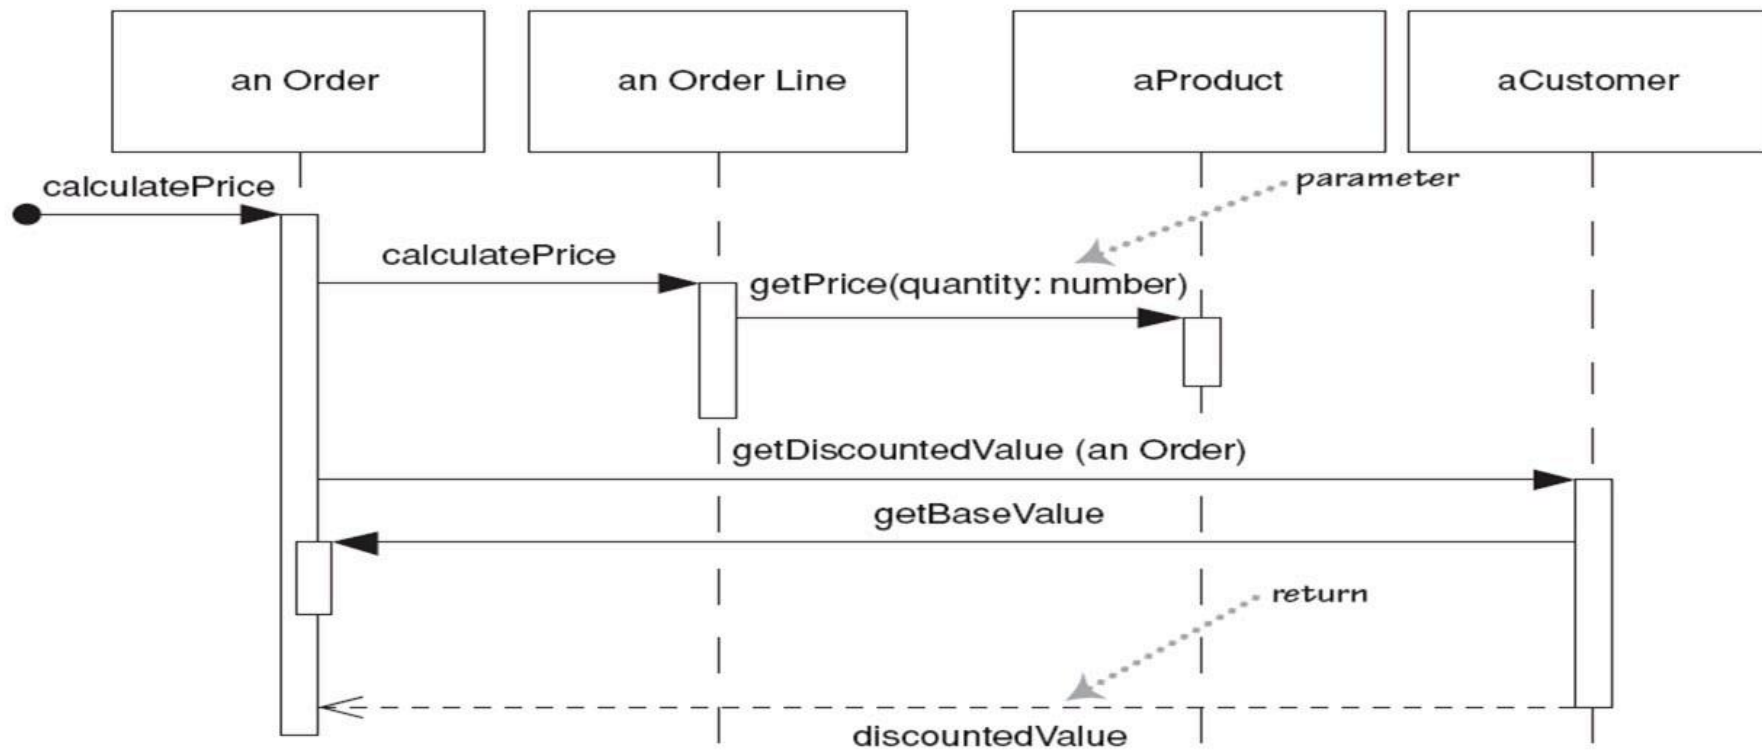 an Order
an Order Line
aProduct
aCustomer
calculatePrice
parameter
calculatePrice
getPrice(quantity: number)
getDiscountedValue (an Order)
getBaseValue
return
discountedValue